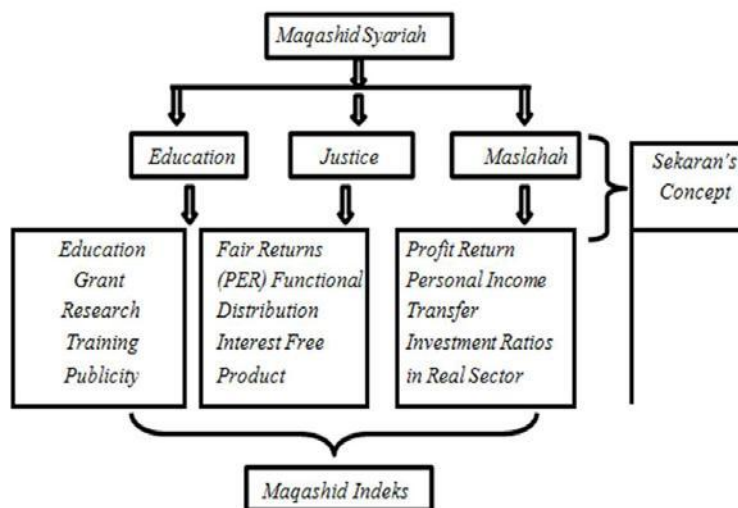 Maqashid Syariah
Education
Justice
Maslahah
Sekaran's
Concept
Education
Grant
Research
Training
Publicity
Fair Returns
(PER) Functional
Distribution
Interest Free
Product
Profit Return
Personal Income
Transfer
Investment Ratios
in Real Sector
Maqashid Indeks